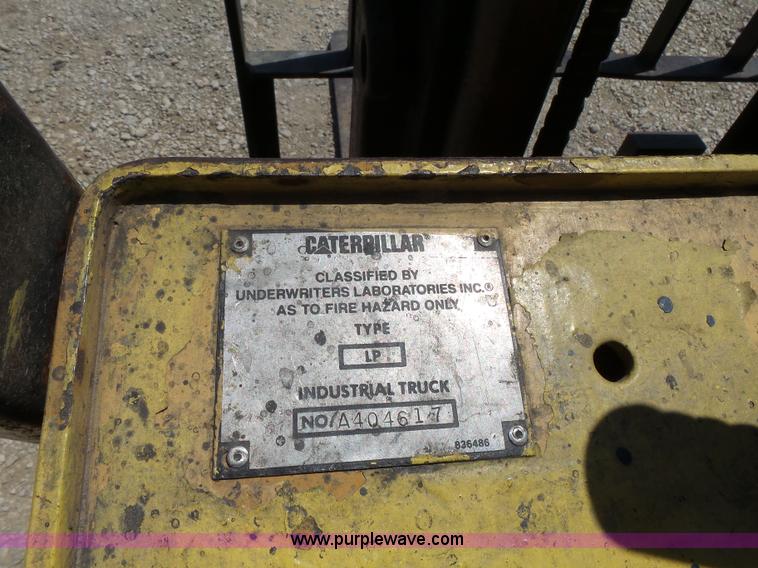 CATERPILLAR
CLASSIFIED BY
UNDERWRITERS LABORATORIES INC.®
AS TO FIRE HAZARD ONLY
TYPE
LP
INDUSTRIAL TRUCK
NO. A404617
836486
www.purplewave.com